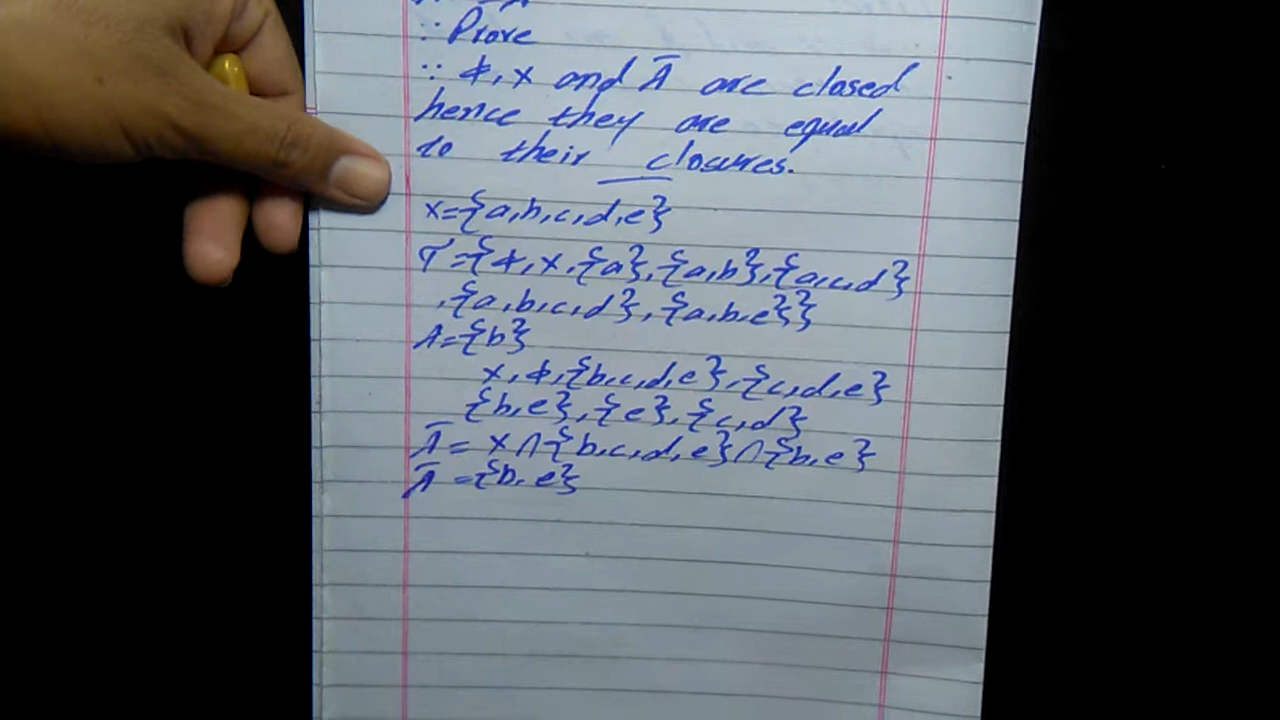 ∵ Prove
∵ ϕ, x and A̅ are closed
hence they are equal
to their closures.
x={a,b,c,d,e}
τ={ϕ,x,{a},{a,b},{a,c,d}
,{a,b,c,d},{a,b,e}}
A={b}
x,ϕ,{b,c,d,e},{c,d,e}
{b,e},{e},{c,d}
A̅= x∩{b,c,d,e}∩{b,e}
A̅={b,e}